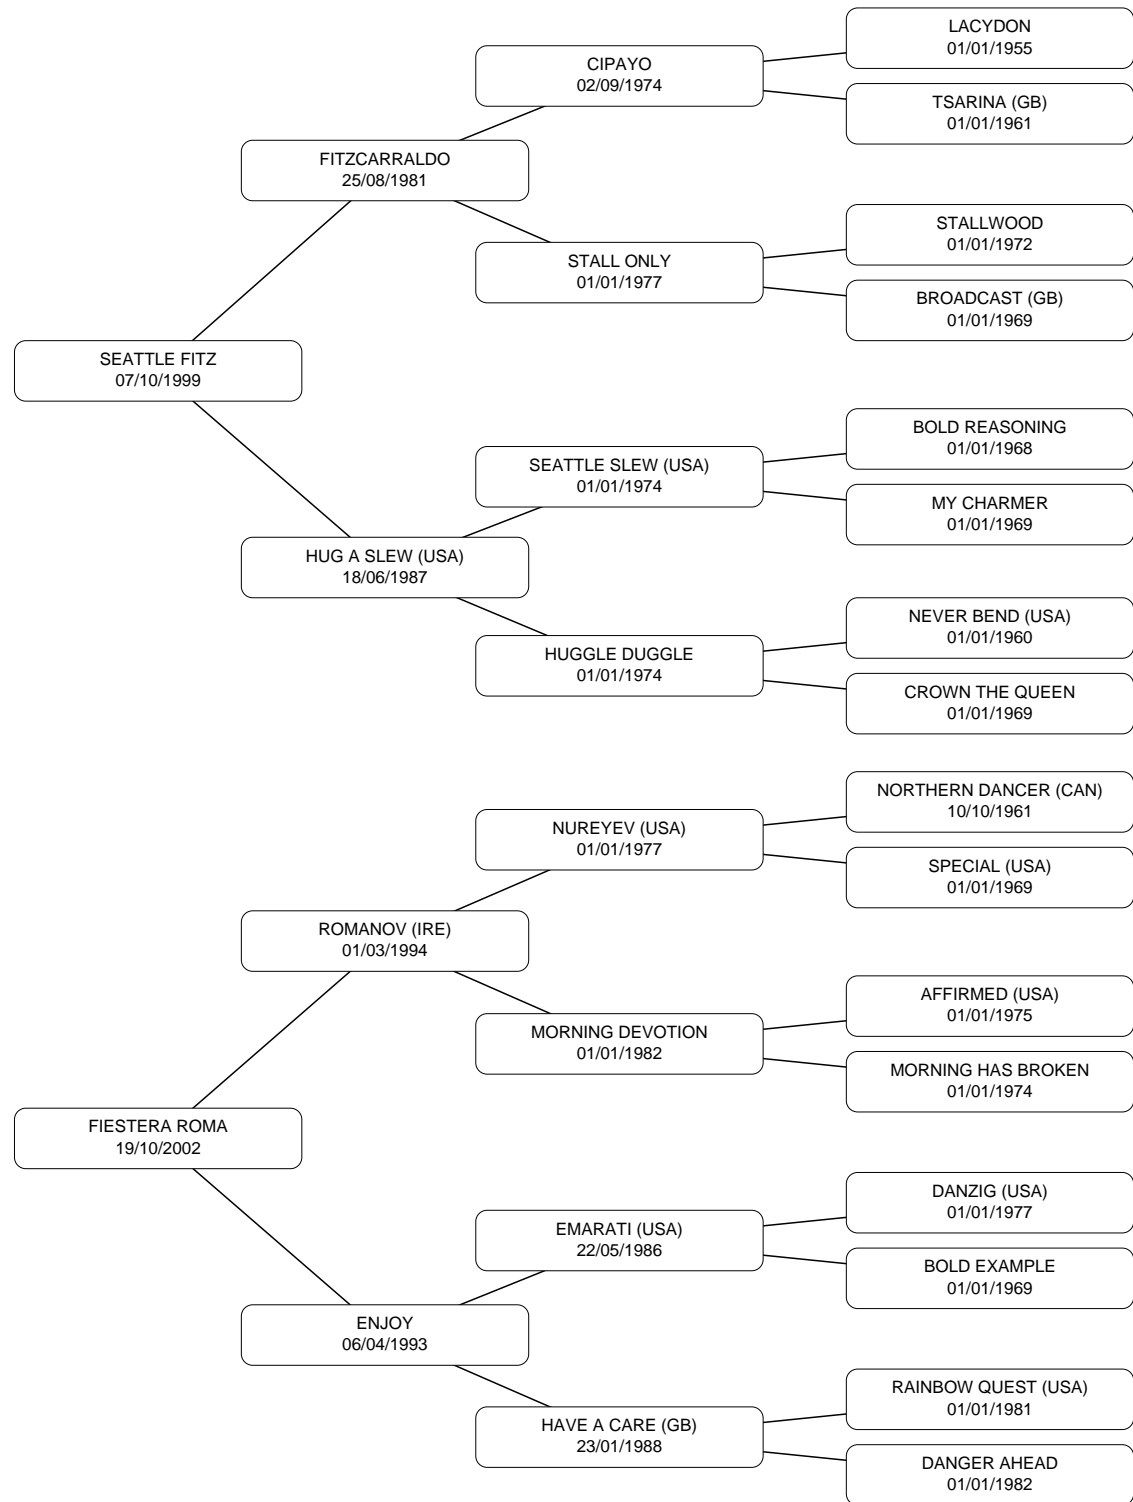 LACYDON
01/01/1955
CIPAYO
02/09/1974
TSARINA (GB)
01/01/1961
FITZCARRALDO
25/08/1981
STALLWOOD
01/01/1972
STALL ONLY
01/01/1977
BROADCAST (GB)
01/01/1969
SEATTLE FITZ
07/10/1999
BOLD REASONING
01/01/1968
SEATTLE SLEW (USA)
01/01/1974
MY CHARMER
01/01/1969
HUG A SLEW (USA)
18/06/1987
NEVER BEND (USA)
01/01/1960
HUGGLE DUGGLE
01/01/1974
CROWN THE QUEEN
01/01/1969
NORTHERN DANCER (CAN)
10/10/1961
NUREYEV (USA)
01/01/1977
SPECIAL (USA)
01/01/1969
ROMANOV (IRE)
01/03/1994
AFFIRMED (USA)
01/01/1975
MORNING DEVOTION
01/01/1982
MORNING HAS BROKEN
01/01/1974
FIESTERA ROMA
19/10/2002
DANZIG (USA)
01/01/1977
EMARATI (USA)
22/05/1986
BOLD EXAMPLE
01/01/1969
ENJOY
06/04/1993
RAINBOW QUEST (USA)
01/01/1981
HAVE A CARE (GB)
23/01/1988
DANGER AHEAD
01/01/1982